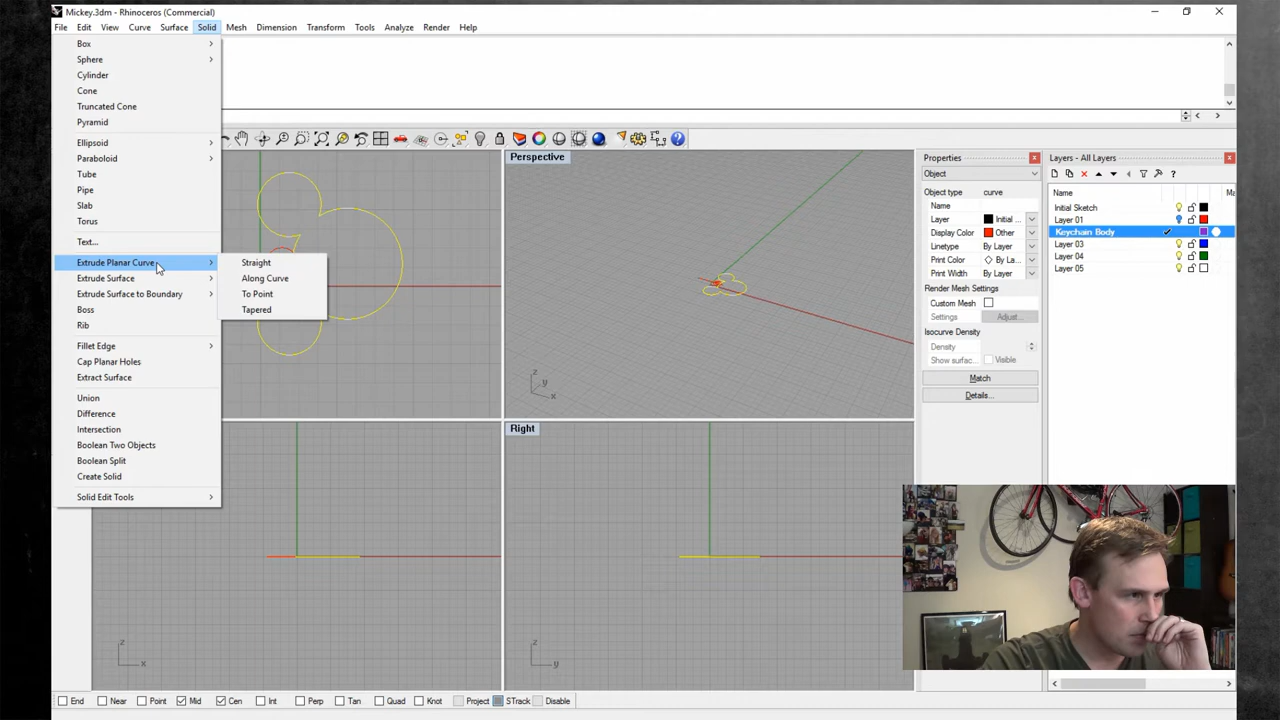 Mickey.3dm - Rhinoceros (Commercial)
File Edit View Curve Surface Solid Mesh Dimension Transform Tools Analyze Render Help
Box
Sphere
Cylinder
Cone
Truncated Cone
Pyramid
Ellipsoid
Paraboloid
Tube
Pipe
Slab
Torus
Text...
Extrude Planar Curve
Extrude Surface
Extrude Surface to Boundary
Boss
Rib
Fillet Edge
Cap Planar Holes
Extract Surface
Union
Difference
Intersection
Boolean Two Objects
Boolean Split
Create Solid
Solid Edit Tools
Straight
Along Curve
To Point
Tapered
Perspective
z
y
x
Right
z
x
z
y
Properties
Object
Object type curve
Name
Layer Initial ...
Display Color Other
Linetype By Layer
Print Color By La...
Print Width By Layer
Render Mesh Settings
Custom Mesh
Settings Adjust...
Isocurve Density
Density
Show surfac... Visible
Match
Details...
Layers - All Layers
Name
Initial Sketch
Layer 01
Keychain Body
Layer 03
Layer 04
Layer 05
End Near Point Mid Cen Int Perp Tan Quad Knot Project STrack Disable